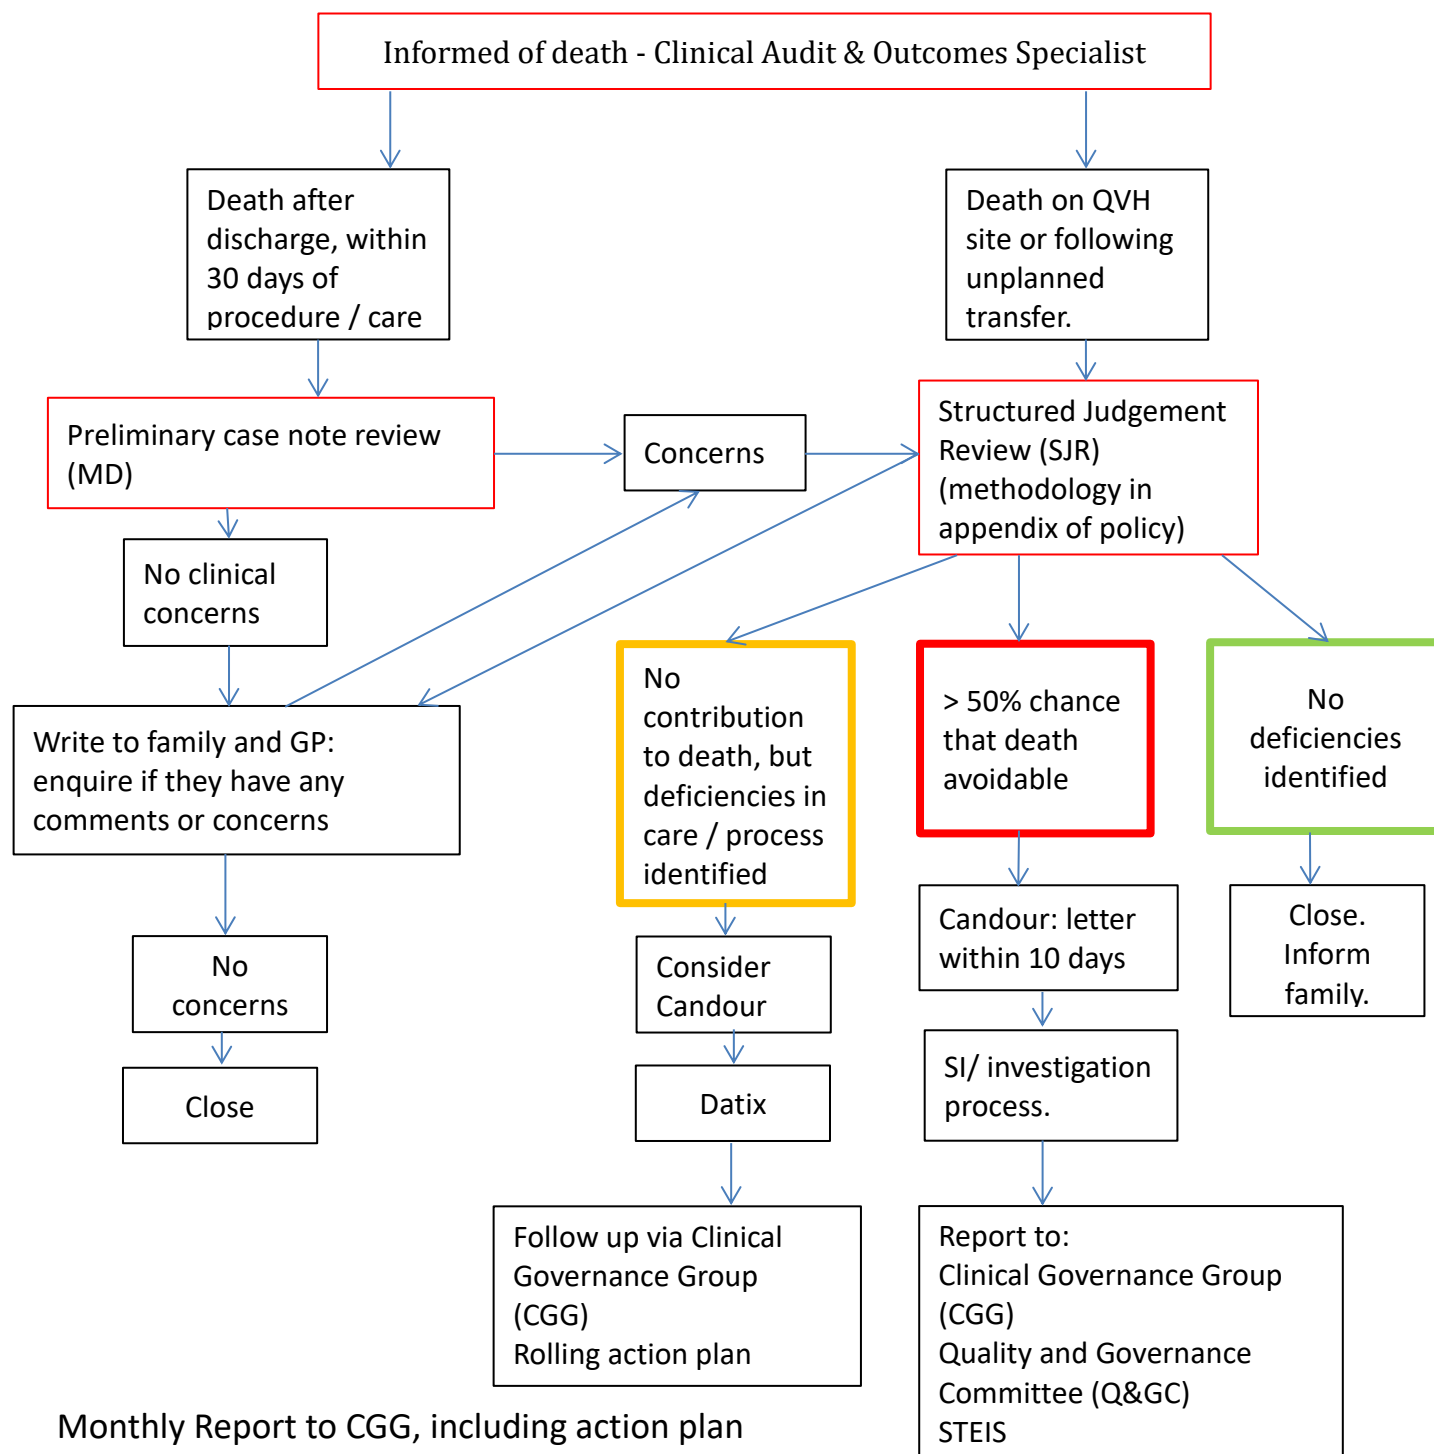 Informed of death - Clinical Audit & Outcomes Specialist
Death after
discharge, within
30 days of
procedure / care
Death on QVH
site or following
unplanned
transfer.
Preliminary case note review
(MD)
Concerns
Structured Judgement
Review (SJR)
(methodology in
appendix of policy)
No clinical
concerns
Write to family and GP:
enquire if they have any
comments or concerns
No
contribution
to death, but
deficiencies in
care / process
identified
> 50% chance
that death
avoidable
No
deficiencies
identified
No
concerns
Consider
Candour
Candour: letter
within 10 days
Close.
Inform
family.
Close
Datix
SI/ investigation
process.
Follow up via Clinical
Governance Group
(CGG)
Rolling action plan
Report to:
Clinical Governance Group
(CGG)
Quality and Governance
Committee (Q&GC)
STEIS
Monthly Report to CGG, including action plan